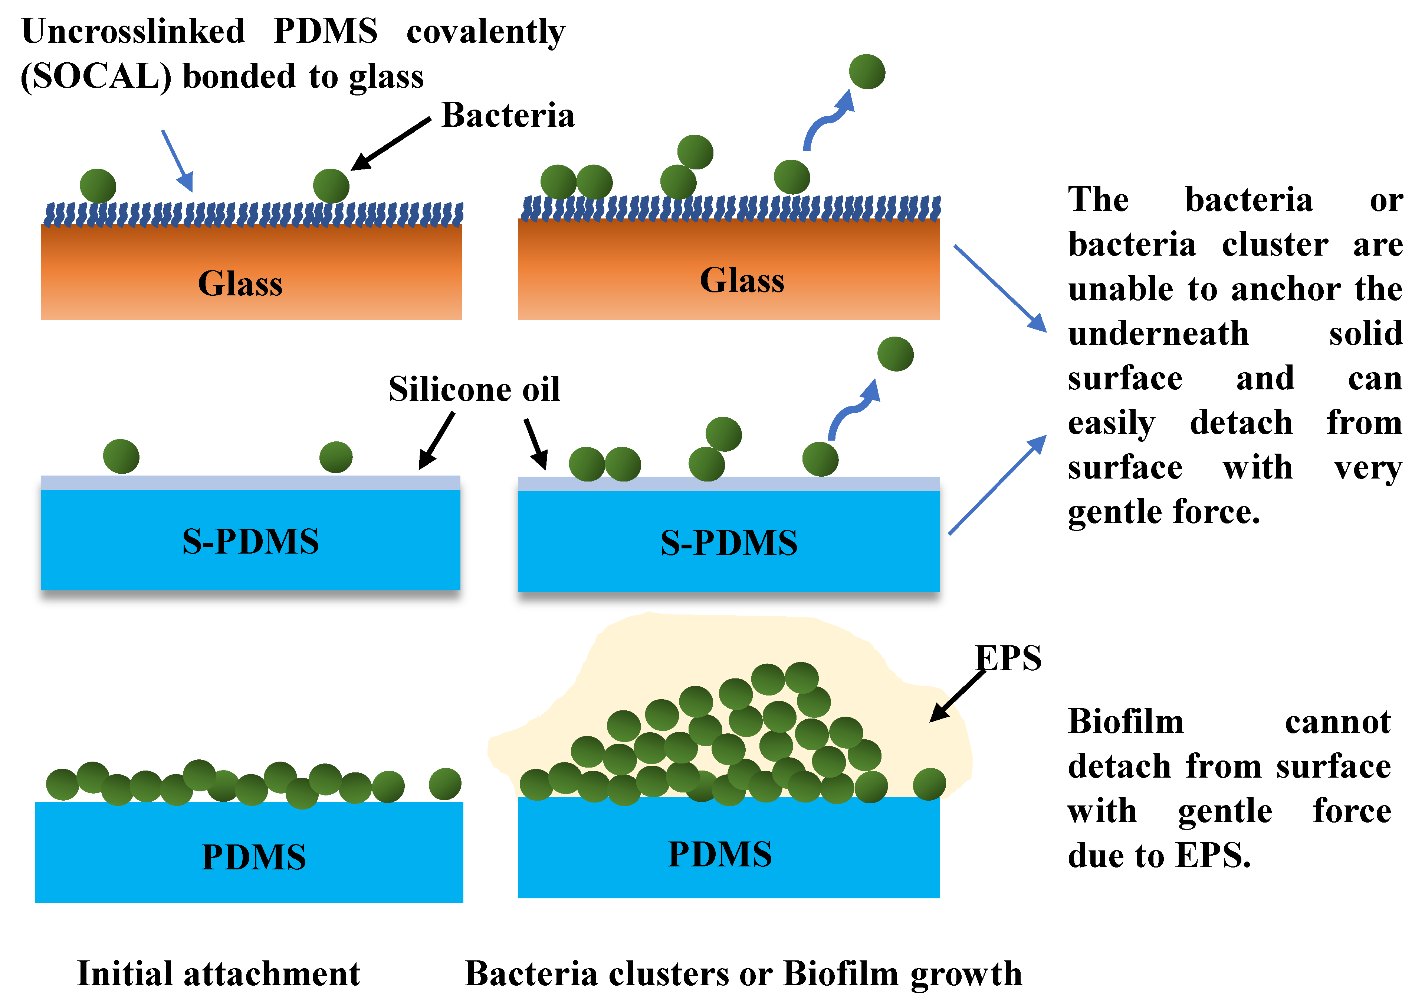 Uncrosslinked PDMS covalently
(SOCAL) bonded to glass
Bacteria
Glass
Glass
The bacteria or
bacteria cluster are
unable to anchor the
underneath solid
surface and can
easily detach from
surface with very
gentle force.
Silicone oil
S-PDMS
S-PDMS
EPS
Biofilm cannot
detach from surface
with gentle force
due to EPS.
PDMS
PDMS
Initial attachment
Bacteria clusters or Biofilm growth